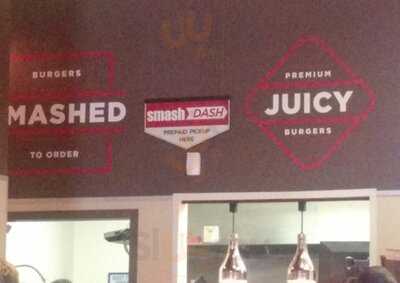 BURGERS
MASHED
TO ORDER
smash DASH
PREPAID PICKUP
HERE
PREMIUM
JUICY
BURGERS